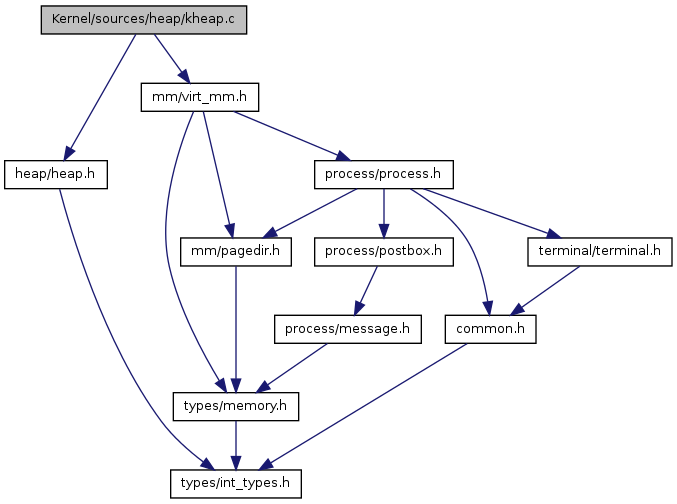 Kernel/sources/heap/kheap.c
mm/virt_mm.h
heap/heap.h
process/process.h
mm/pagedir.h
process/postbox.h
terminal/terminal.h
process/message.h
common.h
types/memory.h
types/int_types.h